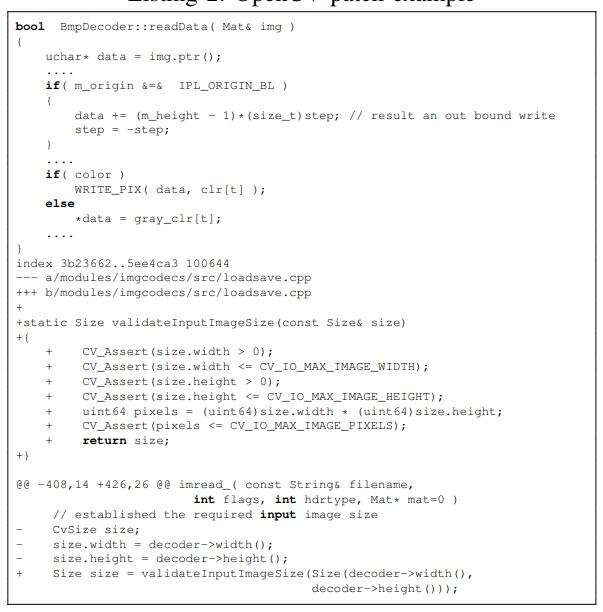 Listing 2: OpenCV patch example
bool  BmpDecoder::readData( Mat& img )
{
    uchar* data = img.ptr();
    ....
    if( m_origin &=&  IPL_ORIGIN_BL )
    {
        data += (m_height - 1)*(size_t)step; // result an out bound write
        step = -step;
    }
    ....
    if( color )
        WRITE_PIX( data, clr[t] );
    else
        *data = gray_clr[t];
    ....
}
index 3b23662..5ee4ca3 100644
--- a/modules/imgcodecs/src/loadsave.cpp
+++ b/modules/imgcodecs/src/loadsave.cpp
+
+static Size validateInputImageSize(const Size& size)
+{
    +    CV_Assert(size.width > 0);
    +    CV_Assert(size.width <= CV_IO_MAX_IMAGE_WIDTH);
    +    CV_Assert(size.height > 0);
    +    CV_Assert(size.height <= CV_IO_MAX_IMAGE_HEIGHT);
    +    uint64 pixels = (uint64)size.width * (uint64)size.height;
    +    CV_Assert(pixels <= CV_IO_MAX_IMAGE_PIXELS);
    +    return size;
+}
@@ -408,14 +426,26 @@ imread_( const String& filename,
                        int flags, int hdrtype, Mat* mat=0 )
     // established the required input image size
-    CvSize size;
-    size.width = decoder->width();
-    size.height = decoder->height();
+    Size size = validateInputImageSize(Size(decoder->width(),
                                        decoder->height()));